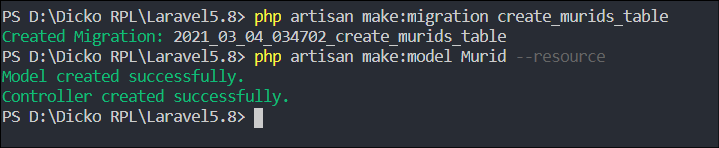 PS D:\Dicko RPL\Laravel5.8> php artisan make:migration create_murids_table
Created Migration: 2021_03_04_034702_create_murids_table
PS D:\Dicko RPL\Laravel5.8> php artisan make:model Murid --resource
Model created successfully.
Controller created successfully.
PS D:\Dicko RPL\Laravel5.8>